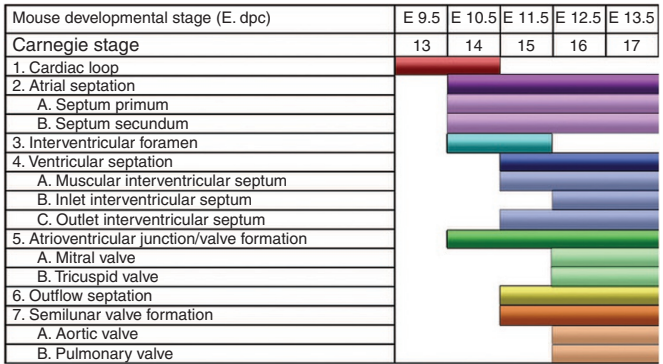 Mouse developmental stage (E. dpc) E 9.5 E 10.5 E 11.5 E 12.5 E 13.5
Carnegie stage 13 14 15 16 17
1. Cardiac loop
2. Atrial septation
A. Septum primum
B. Septum secundum
3. Interventricular foramen
4. Ventricular septation
A. Muscular interventricular septum
B. Inlet interventricular septum
C. Outlet interventricular septum
5. Atrioventricular junction/valve formation
A. Mitral valve
B. Tricuspid valve
6. Outflow septation
7. Semilunar valve formation
A. Aortic valve
B. Pulmonary valve